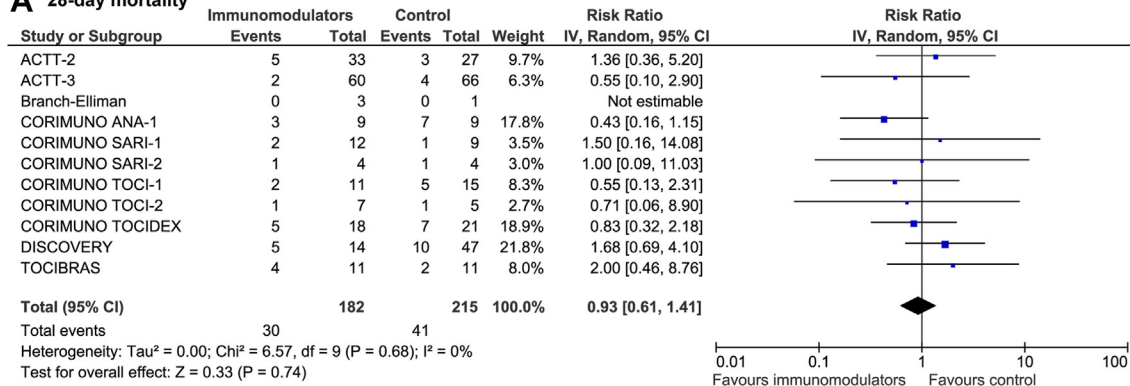 A 28-day mortality
Immunomodulators Control Risk Ratio Risk Ratio
Study or Subgroup Events Total Events Total Weight IV, Random, 95% CI IV, Random, 95% CI
ACTT-2 5 33 3 27 9.7% 1.36 [0.36, 5.20]
ACTT-3 2 60 4 66 6.3% 0.55 [0.10, 2.90]
Branch-Elliman 0 3 0 1 Not estimable
CORIMUNO ANA-1 3 9 7 9 17.8% 0.43 [0.16, 1.15]
CORIMUNO SARI-1 2 12 1 9 3.5% 1.50 [0.16, 14.08]
CORIMUNO SARI-2 1 4 1 4 3.0% 1.00 [0.09, 11.03]
CORIMUNO TOCI-1 2 11 5 15 8.3% 0.55 [0.13, 2.31]
CORIMUNO TOCI-2 1 7 1 5 2.7% 0.71 [0.06, 8.90]
CORIMUNO TOCIDEX 5 18 7 21 18.9% 0.83 [0.32, 2.18]
DISCOVERY 5 14 10 47 21.8% 1.68 [0.69, 4.10]
TOCIBRAS 4 11 2 11 8.0% 2.00 [0.46, 8.76]
Total (95% CI) 182 215 100.0% 0.93 [0.61, 1.41]
Total events 30 41
Heterogeneity: Tau² = 0.00; Chi² = 6.57, df = 9 (P = 0.68); I² = 0%
Test for overall effect: Z = 0.33 (P = 0.74)
0.01 0.1 1 10 100
Favours immunomodulators Favours control